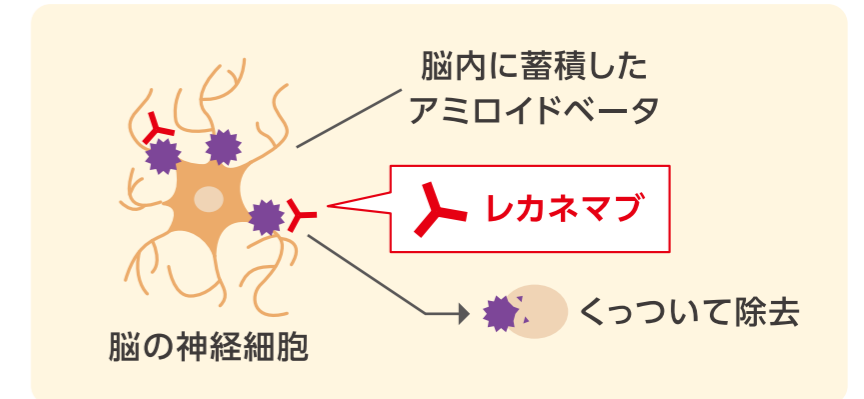 脳内に蓄積した
アミロイドベータ
レカネマブ
くっついて除去
脳の神経細胞